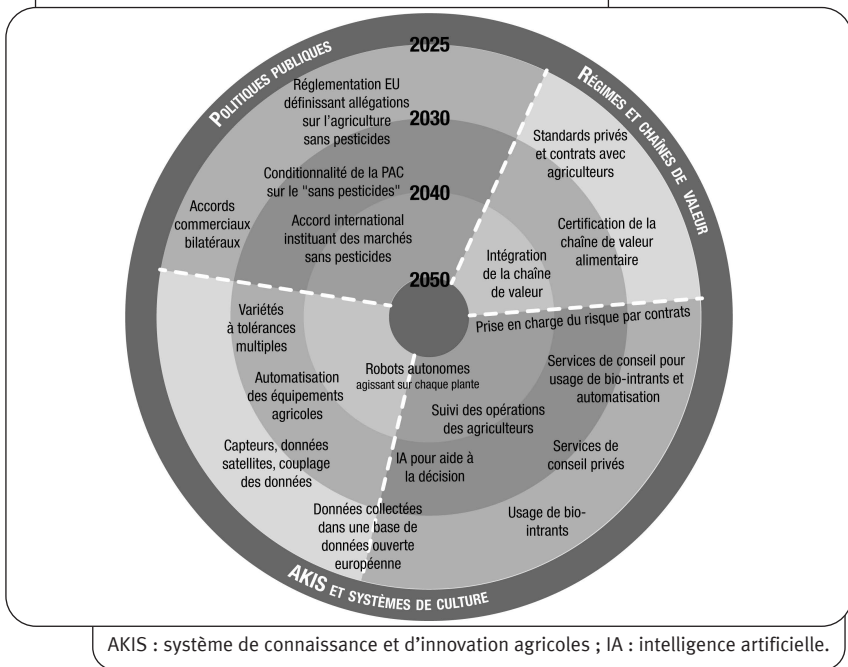 POLITIQUES PUBLIQUES
2025
RÉGIMES ET CHAÎNES DE VALEUR
Réglementation EU
définissant allégations
sur l'agriculture
sans pesticides
2030
Standards privés
et contrats avec
agriculteurs
Conditionnalité de la PAC
sur le "sans pesticides"
2040
Accords
commerciaux
bilatéraux
Accord international
instituant des marchés
sans pesticides
Certification de la
chaîne de valeur
alimentaire
Intégration
de la chaîne
de valeur
2050
Variétés
à tolérances
multiples
Prise en charge du risque par contrats
Robots autonomes
agissant sur chaque plante
Services de conseil pour
usage de bio-intrants et
automatisation
Automatisation
des équipements
agricoles
Suivi des opérations
des agriculteurs
Capteurs, données
satellites, couplage
des données
IA pour aide à
la décision
Services de
conseil privés
Données collectées
dans une base de
données ouverte
européenne
Usage de bio-
intrants
AKIS ET SYSTÈMES DE CULTURE
AKIS : système de connaissance et d'innovation agricoles ; IA : intelligence artificielle.